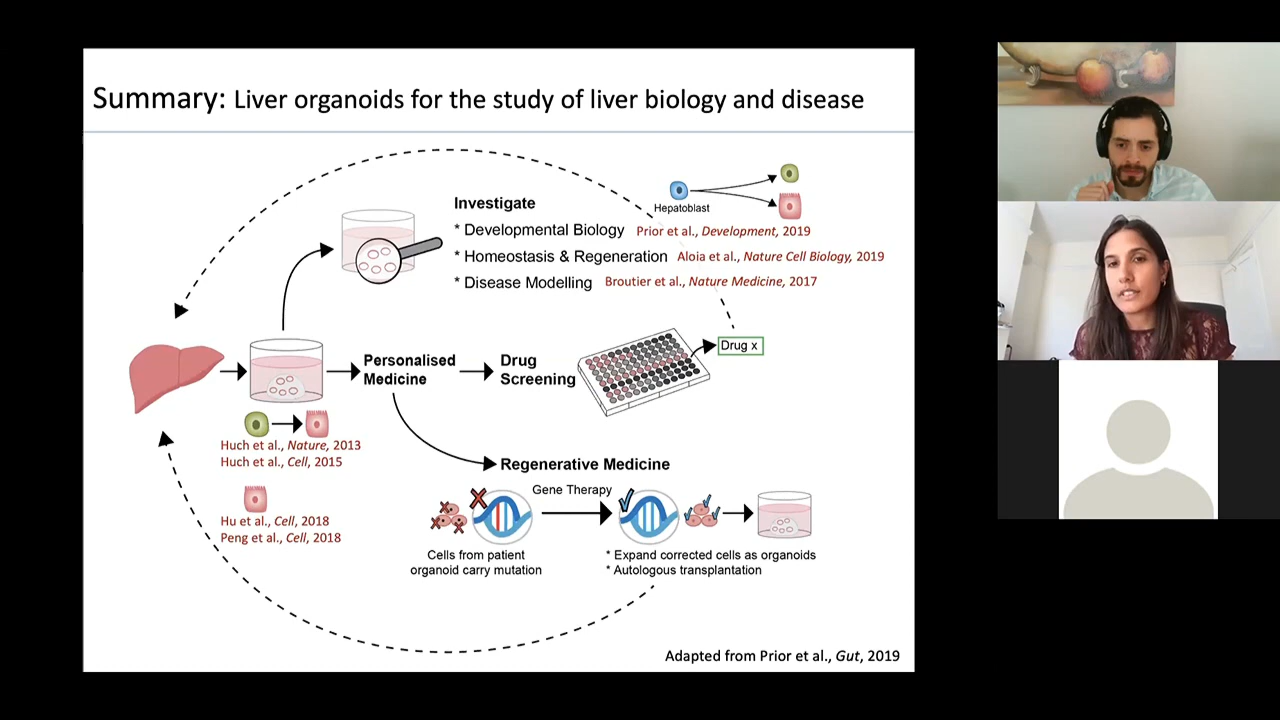 Summary: Liver organoids for the study of liver biology and disease
Investigate
Hepatoblast
* Developmental Biology Prior et al., Development, 2019
* Homeostasis & Regeneration Aloia et al., Nature Cell Biology, 2019
* Disease Modelling Broutier et al., Nature Medicine, 2017
Personalised
Medicine
Drug
Screening
Drug x
Huch et al., Nature, 2013
Huch et al., Cell, 2015
Hu et al., Cell, 2018
Peng et al., Cell, 2018
Regenerative Medicine
Gene Therapy
Cells from patient
organoid carry mutation
* Expand corrected cells as organoids
* Autologous transplantation
Adapted from Prior et al., Gut, 2019